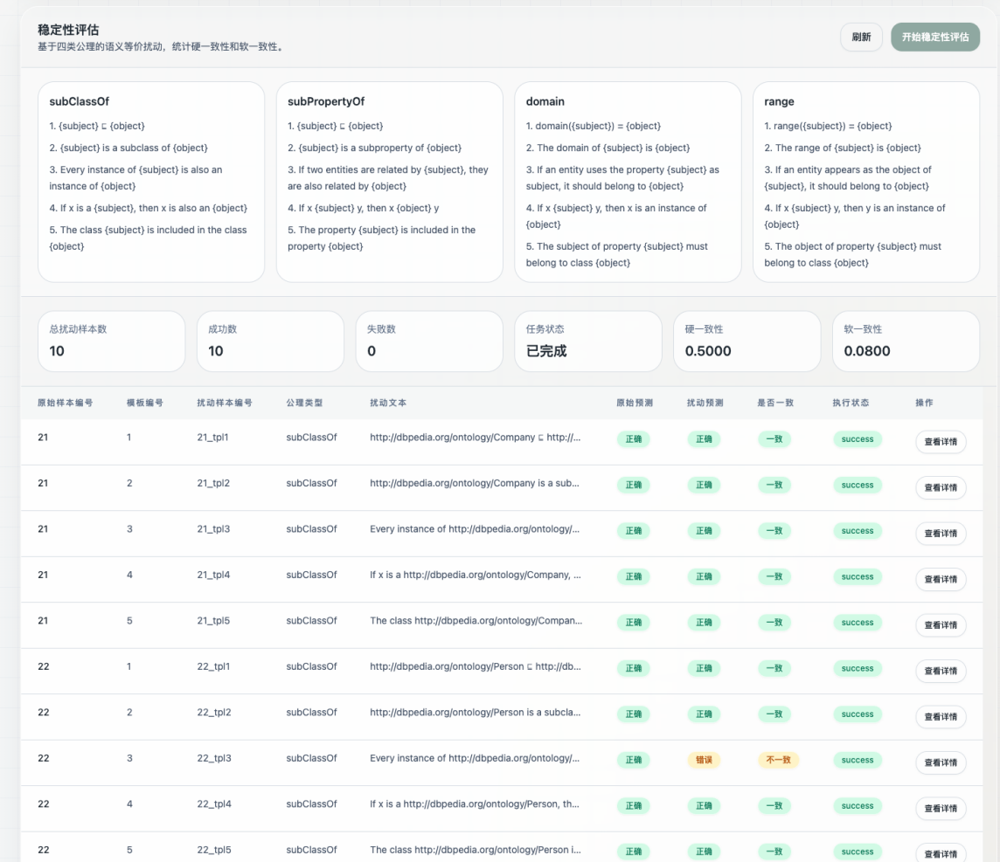 稳定性评估
基于四类公理的语义等价扰动，统计硬一致性和软一致性。
刷新
开始稳定性评估
subClassOf
1. {subject} ⊑ {object}
2. {subject} is a subclass of {object}
3. Every instance of {subject} is also an
instance of {object}
4. If x is a {subject}, then x is also an {object}
5. The class {subject} is included in the class
{object}
subPropertyOf
1. {subject} ⊑ {object}
2. {subject} is a subproperty of {object}
3. If two entities are related by {subject}, they
are also related by {object}
4. If x {subject} y, then x {object} y
5. The property {subject} is included in the
property {object}
domain
1. domain({subject}) = {object}
2. The domain of {subject} is {object}
3. If an entity uses the property {subject} as
subject, it should belong to {object}
4. If x {subject} y, then x is an instance of
{object}
5. The subject of property {subject} must
belong to class {object}
range
1. range({subject}) = {object}
2. The range of {subject} is {object}
3. If an entity appears as the object of
{subject}, it should belong to {object}
4. If x {subject} y, then y is an instance of
{object}
5. The object of property {subject} must
belong to class {object}
总扰动样本数
10
成功数
10
失败数
0
任务状态
已完成
硬一致性
0.5000
软一致性
0.0800
原始样本编号 模板编号 扰动样本编号 公理类型 扰动文本 原始预测 扰动预测 是否一致 执行状态 操作
21 1 21_tpl1 subClassOf http://dbpedia.org/ontology/Company ⊑ http://... 正确 正确 一致 success 查看详情
21 2 21_tpl2 subClassOf http://dbpedia.org/ontology/Company is a sub... 正确 正确 一致 success 查看详情
21 3 21_tpl3 subClassOf Every instance of http://dbpedia.org/ontology/... 正确 正确 一致 success 查看详情
21 4 21_tpl4 subClassOf If x is a http://dbpedia.org/ontology/Company, ... 正确 正确 一致 success 查看详情
21 5 21_tpl5 subClassOf The class http://dbpedia.org/ontology/Compan... 正确 正确 一致 success 查看详情
22 1 22_tpl1 subClassOf http://dbpedia.org/ontology/Person ⊑ http://db... 正确 正确 一致 success 查看详情
22 2 22_tpl2 subClassOf http://dbpedia.org/ontology/Person is a subcla... 正确 正确 一致 success 查看详情
22 3 22_tpl3 subClassOf Every instance of http://dbpedia.org/ontology/... 正确 错误 不一致 success 查看详情
22 4 22_tpl4 subClassOf If x is a http://dbpedia.org/ontology/Person, th... 正确 正确 一致 success 查看详情
22 5 22_tpl5 subClassOf The class http://dbpedia.org/ontology/Person i... 正确 正确 一致 success 查看详情